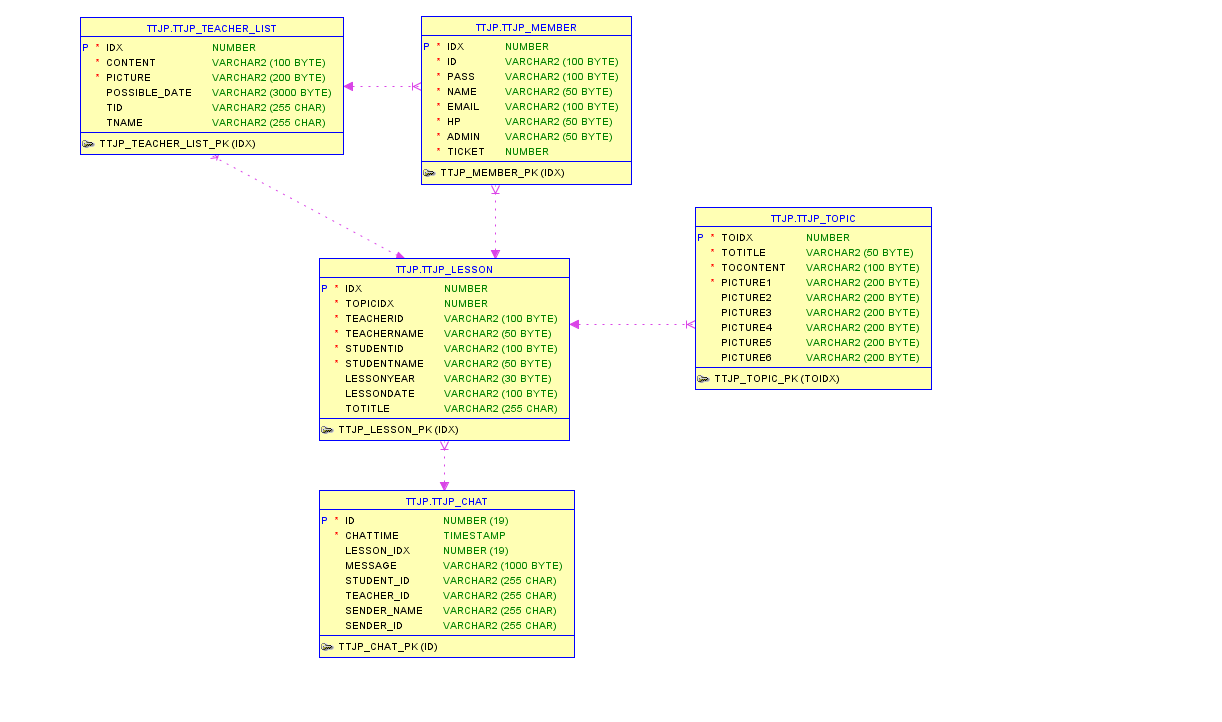 TTJP.TTJP_TEACHER_LIST
P * IDX NUMBER
* CONTENT VARCHAR2 (100 BYTE)
* PICTURE VARCHAR2 (200 BYTE)
POSSIBLE_DATE VARCHAR2 (3000 BYTE)
TID VARCHAR2 (255 CHAR)
TNAME VARCHAR2 (255 CHAR)
TTJP_TEACHER_LIST_PK (IDX)
TTJP.TTJP_MEMBER
P * IDX NUMBER
* ID VARCHAR2 (100 BYTE)
* PASS VARCHAR2 (100 BYTE)
* NAME VARCHAR2 (50 BYTE)
* EMAIL VARCHAR2 (100 BYTE)
* HP VARCHAR2 (50 BYTE)
* ADMIN VARCHAR2 (50 BYTE)
* TICKET NUMBER
TTJP_MEMBER_PK (IDX)
TTJP.TTJP_TOPIC
P * TOIDX NUMBER
* TOTITLE VARCHAR2 (50 BYTE)
* TOCONTENT VARCHAR2 (100 BYTE)
* PICTURE1 VARCHAR2 (200 BYTE)
PICTURE2 VARCHAR2 (200 BYTE)
PICTURE3 VARCHAR2 (200 BYTE)
PICTURE4 VARCHAR2 (200 BYTE)
PICTURE5 VARCHAR2 (200 BYTE)
PICTURE6 VARCHAR2 (200 BYTE)
TTJP_TOPIC_PK (TOIDX)
TTJP.TTJP_LESSON
P * IDX NUMBER
* TOPICIDX NUMBER
* TEACHERID VARCHAR2 (100 BYTE)
* TEACHERNAME VARCHAR2 (50 BYTE)
* STUDENTID VARCHAR2 (100 BYTE)
* STUDENTNAME VARCHAR2 (50 BYTE)
LESSONYEAR VARCHAR2 (30 BYTE)
LESSONDATE VARCHAR2 (100 BYTE)
TOTITLE VARCHAR2 (255 CHAR)
TTJP_LESSON_PK (IDX)
TTJP.TTJP_CHAT
P * ID NUMBER (19)
* CHATTIME TIMESTAMP
LESSON_IDX NUMBER (19)
MESSAGE VARCHAR2 (1000 BYTE)
STUDENT_ID VARCHAR2 (255 CHAR)
TEACHER_ID VARCHAR2 (255 CHAR)
SENDER_NAME VARCHAR2 (255 CHAR)
SENDER_ID VARCHAR2 (255 CHAR)
TTJP_CHAT_PK (ID)